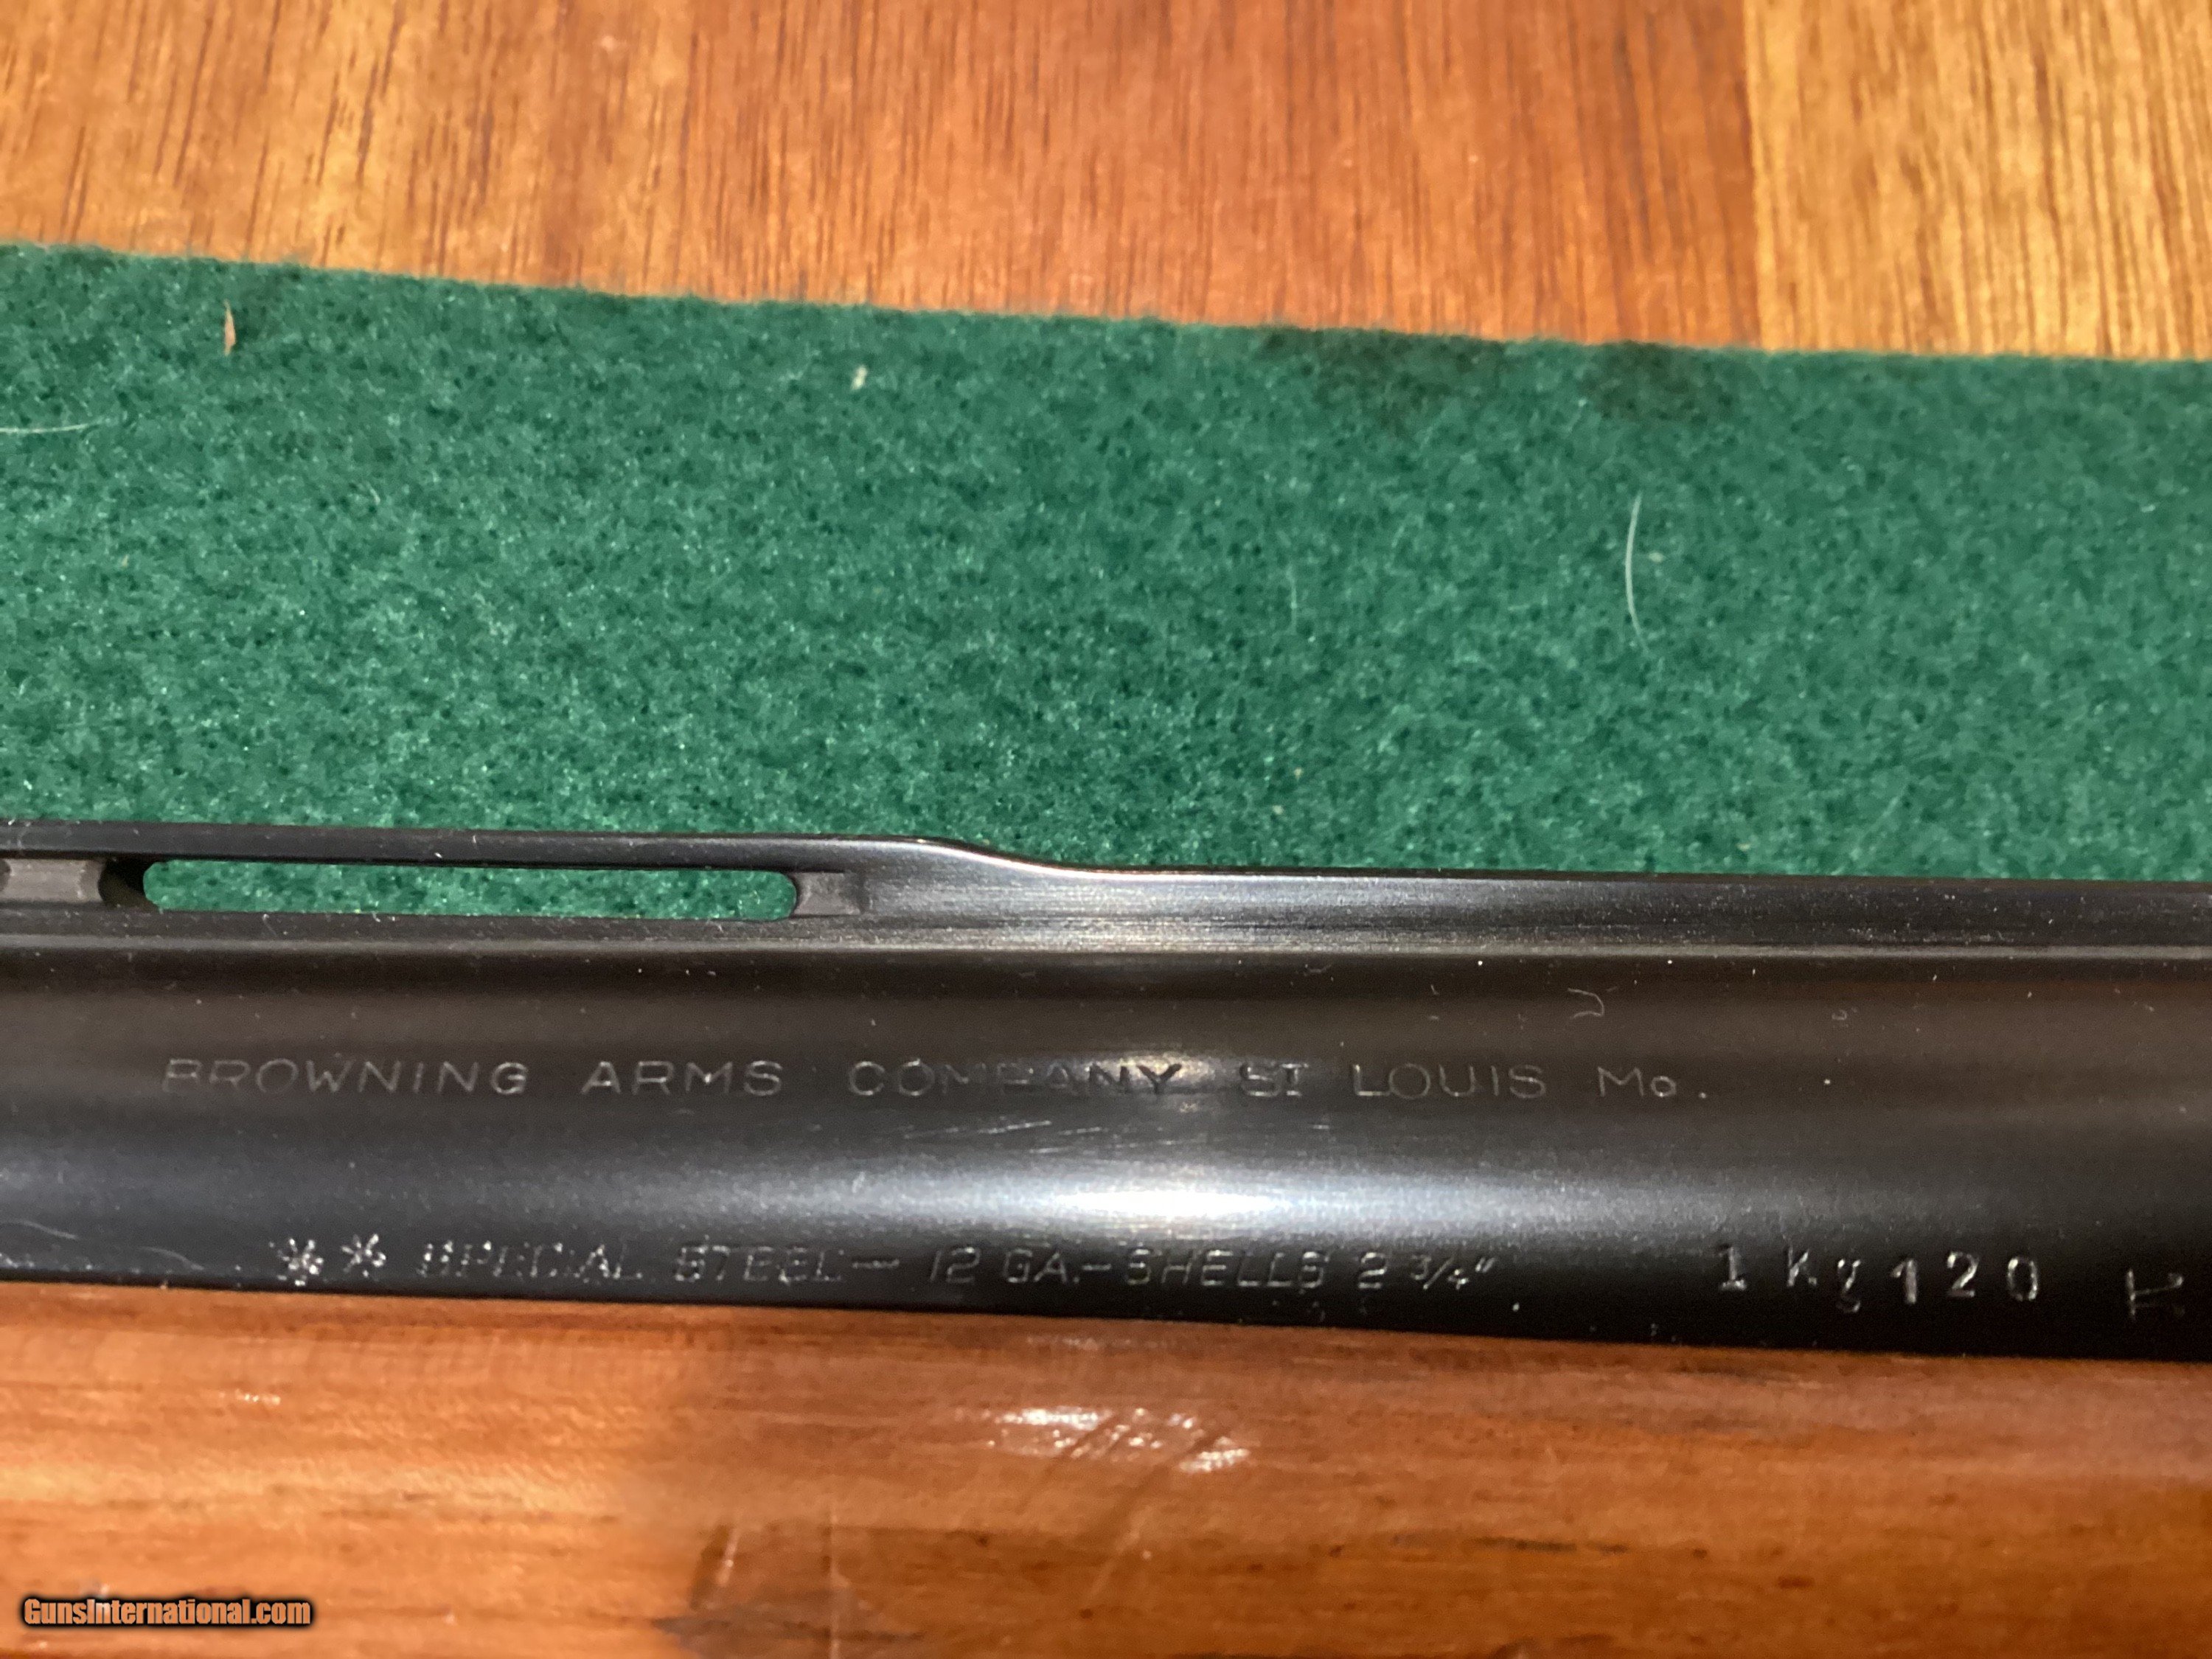 BROWNING ARMS COMPANY ST LOUIS Mo.
** SPECIAL STEEL — 12 GA.-SHELLS 2 3/4" 1 Kg 120
GunsInternational.com